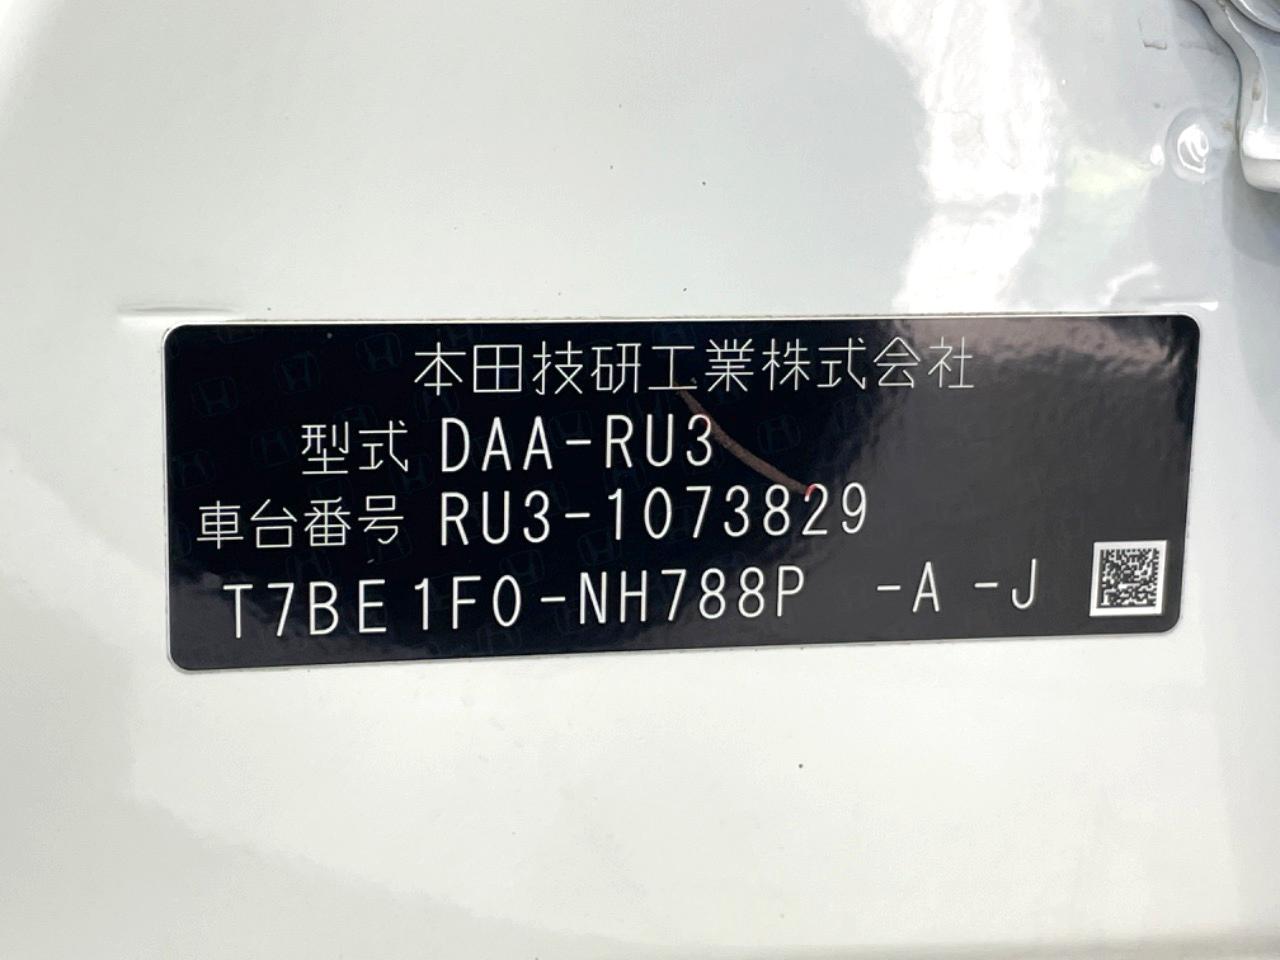 本田技研工業株式会社
型式 DAA-RU3
車台番号 RU3-1073829
T7BE1F0-NH788P -A -J